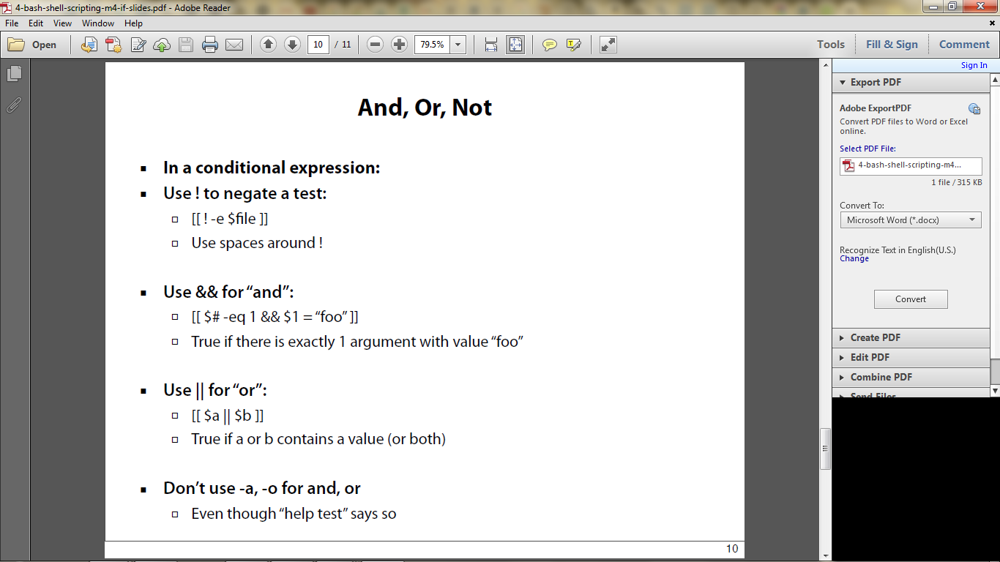 4-bash-shell-scripting-m4-if-slides.pdf - Adobe Reader
File Edit View Window Help
Open 10 / 11 79.5% Tools Fill & Sign Comment
Sign In
And, Or, Not
In a conditional expression:
Use ! to negate a test:
[[ ! -e $file ]]
Use spaces around !
Use && for “and”:
[[ $# -eq 1 && $1 = “foo” ]]
True if there is exactly 1 argument with value “foo”
Use || for “or”:
[[ $a || $b ]]
True if a or b contains a value (or both)
Don’t use -a, -o for and, or
Even though “help test” says so
10
Export PDF
Adobe ExportPDF
Convert PDF files to Word or Excel
online.
Select PDF File:
4-bash-shell-scripting-m4...
1 file / 315 KB
Convert To:
Microsoft Word (*.docx)
Recognize Text in English(U.S.)
Change
Convert
Create PDF
Edit PDF
Combine PDF
Send Files